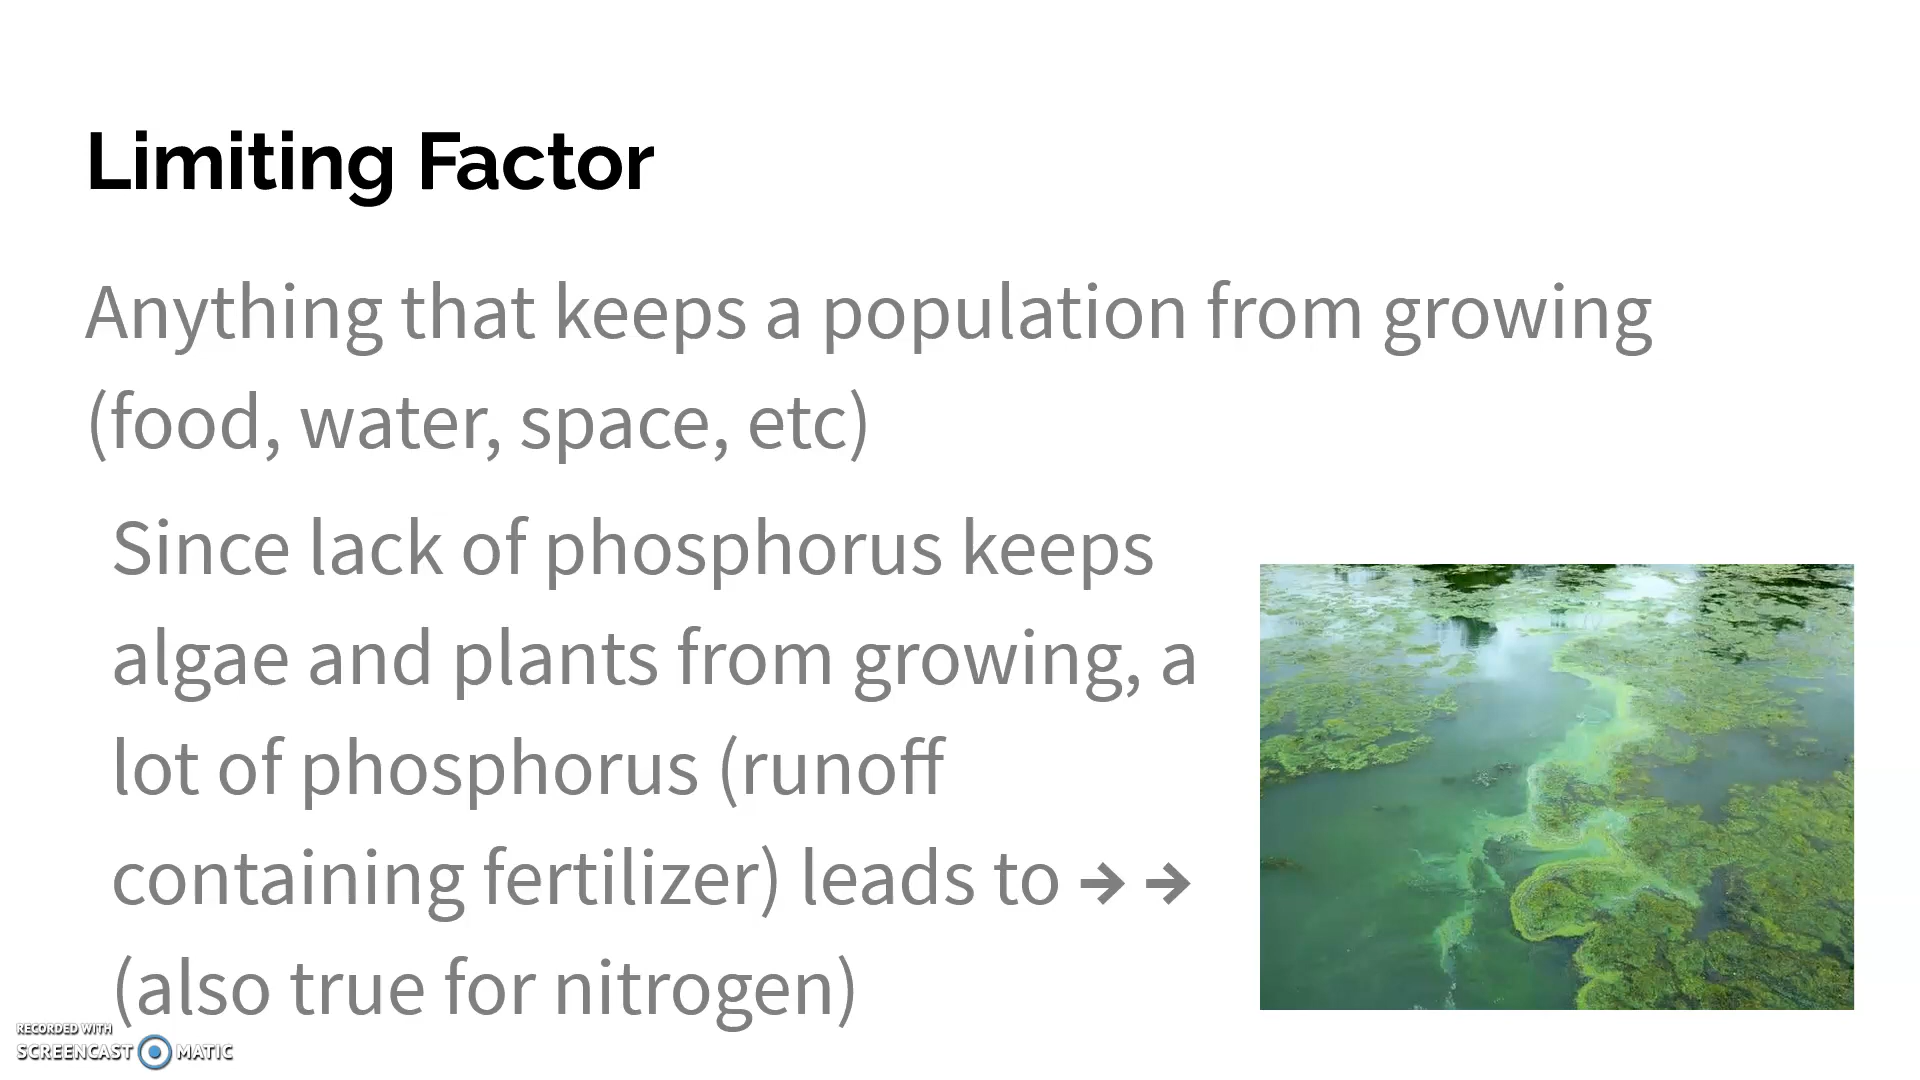 Limiting Factor
Anything that keeps a population from growing
(food, water, space, etc)
Since lack of phosphorus keeps
algae and plants from growing, a
lot of phosphorus (runoff
containing fertilizer) leads to → →
(also true for nitrogen)
RECORDED WITH
SCREENCAST MATIC